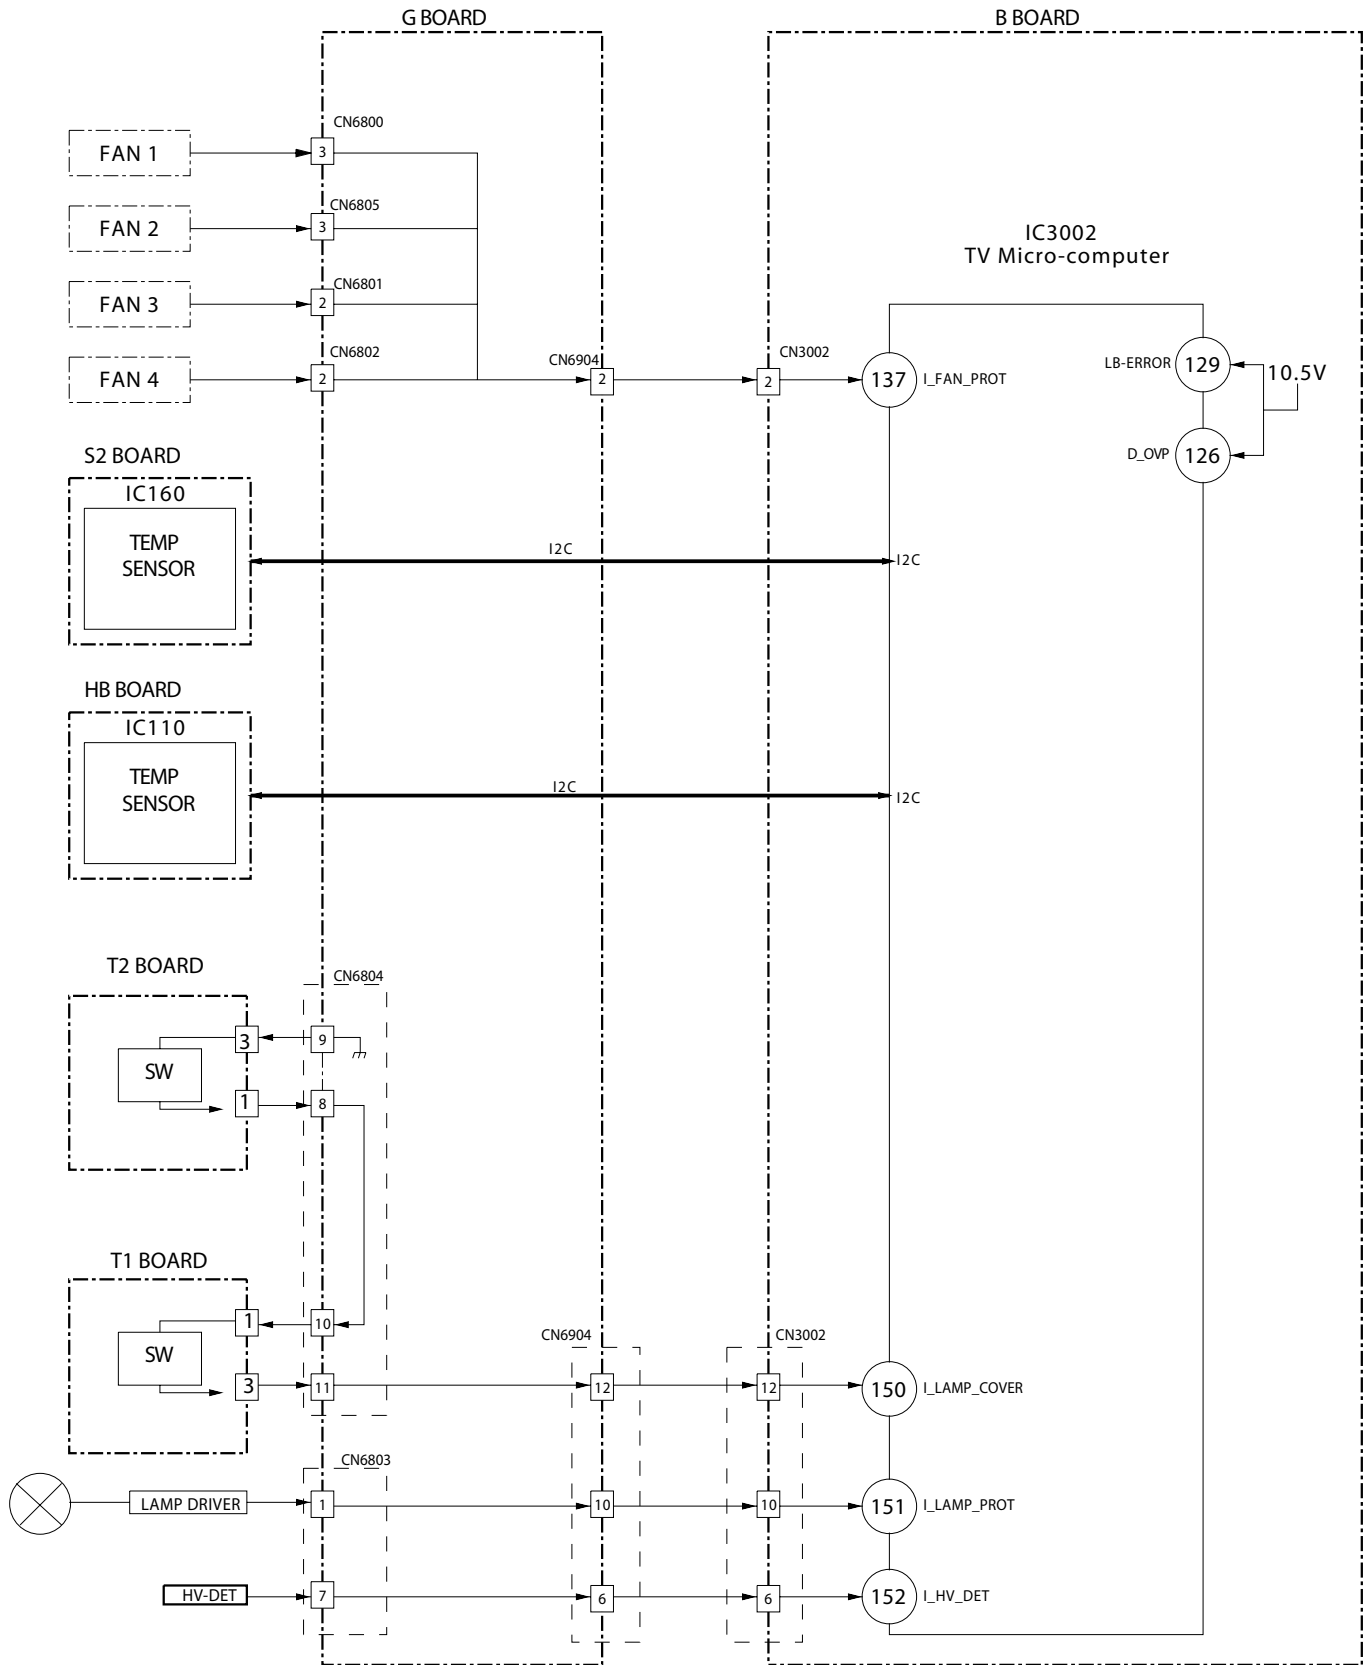 G BOARD
B BOARD
CN6800
FAN 1
3
CN6805
FAN 2
3
IC3002
TV Micro-computer
CN6801
FAN 3
2
CN6802
FAN 4
2
CN6904
2
CN3002
2
137
I_FAN_PROT
LB-ERROR
129
10.5V
D_OVP
126
S2 BOARD
IC160
TEMP
SENSOR
I2C
I2C
HB BOARD
IC110
TEMP
SENSOR
I2C
I2C
T2 BOARD
CN6804
SW
3
9
1
8
T1 BOARD
SW
1
10
3
11
CN6904
12
CN3002
12
150
I_LAMP_COVER
CN6803
LAMP DRIVER
1
10
10
151
I_LAMP_PROT
HV-DET
7
6
6
152
I_HV_DET